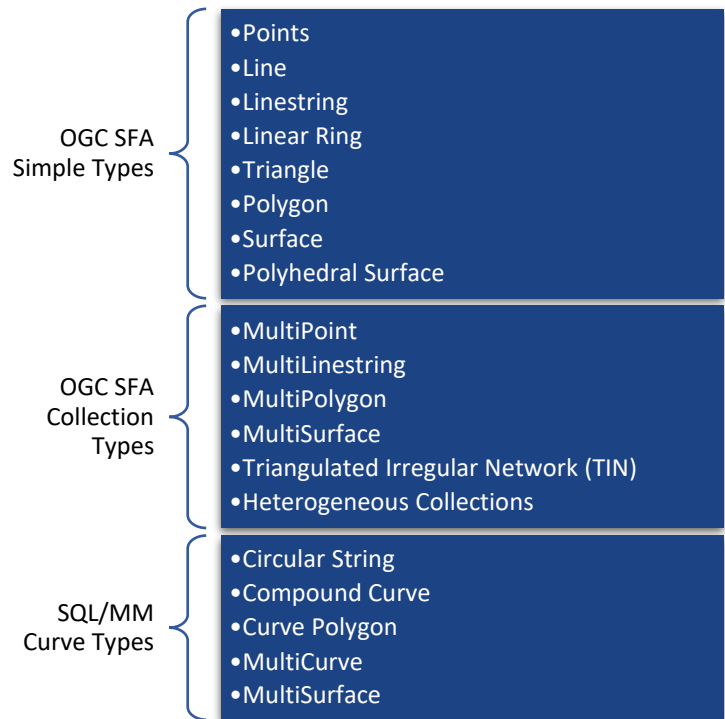 OGC SFA
Simple Types
•Points
•Line
•Linestring
•Linear Ring
•Triangle
•Polygon
•Surface
•Polyhedral Surface
OGC SFA
Collection
Types
•MultiPoint
•MultiLinestring
•MultiPolygon
•MultiSurface
•Triangulated Irregular Network (TIN)
•Heterogeneous Collections
SQL/MM
Curve Types
•Circular String
•Compound Curve
•Curve Polygon
•MultiCurve
•MultiSurface